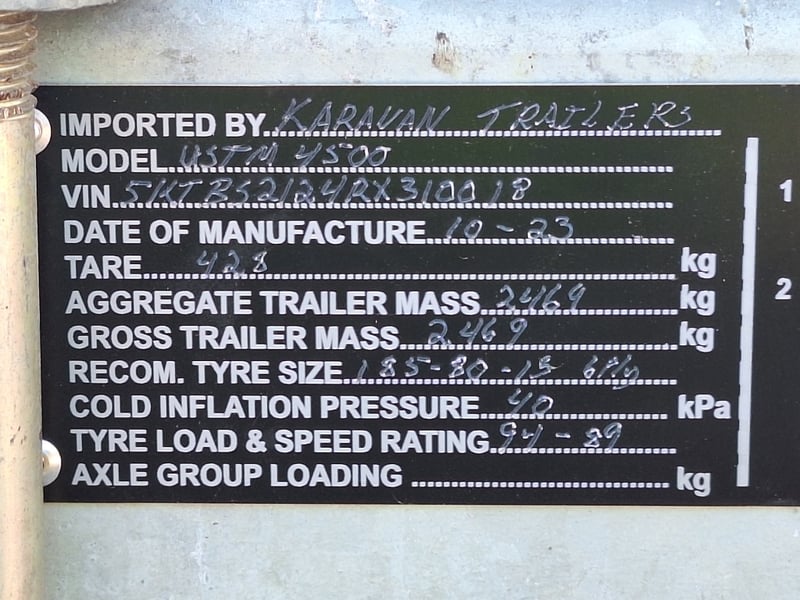 IMPORTED BY KARAVAN TRAILERS
MODEL USTM 4500
VIN 5KTBS2124RX310018
DATE OF MANUFACTURE 10-23
TARE 428 kg
AGGREGATE TRAILER MASS 2469 kg
GROSS TRAILER MASS 2469 kg
RECOM. TYRE SIZE 185-80-13 6Ply
COLD INFLATION PRESSURE 40 kPa
TYRE LOAD & SPEED RATING 94-89
AXLE GROUP LOADING kg
1
2